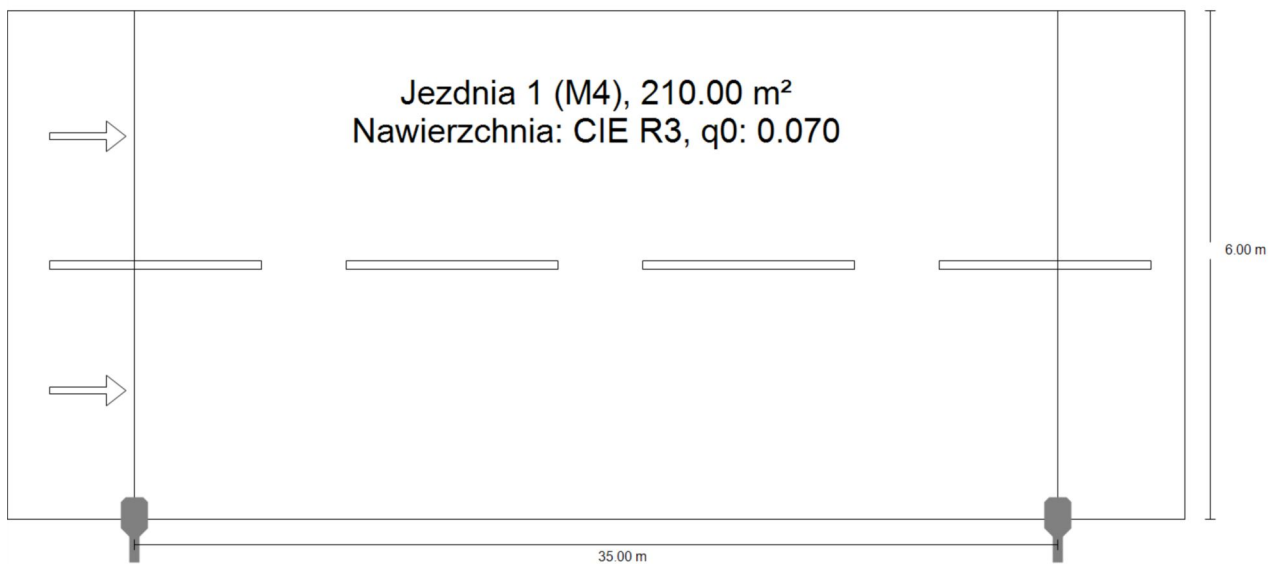 Jezdnia 1 (M4), 210.00 m²
Nawierzchnia: CIE R3, q0: 0.070
6.00 m
35.00 m